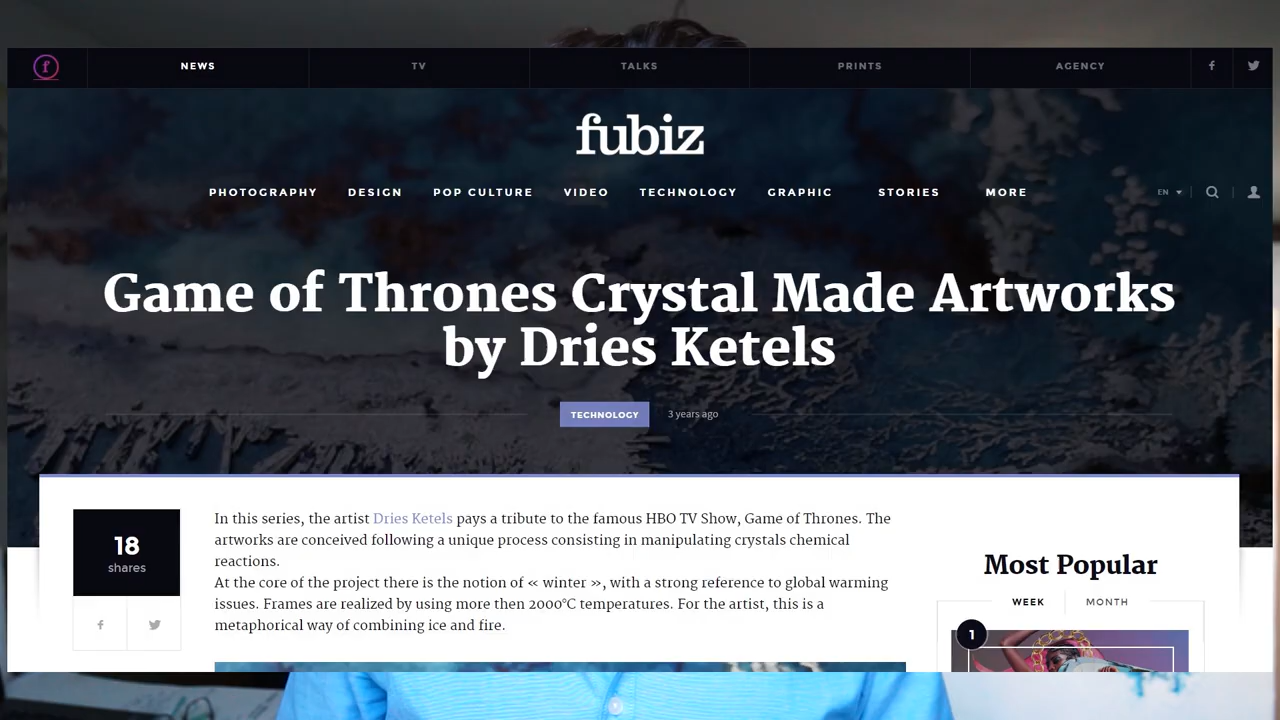 f
NEWS TV TALKS PRINTS AGENCY
fubiz
PHOTOGRAPHY DESIGN POP CULTURE VIDEO TECHNOLOGY GRAPHIC STORIES MORE EN
Game of Thrones Crystal Made Artworks
by Dries Ketels
TECHNOLOGY 3 years ago
18
shares
In this series, the artist Dries Ketels pays a tribute to the famous HBO TV Show, Game of Thrones. The
artworks are conceived following a unique process consisting in manipulating crystals chemical
reactions.
At the core of the project there is the notion of « winter », with a strong reference to global warming
issues. Frames are realized by using more then 2000°C temperatures. For the artist, this is a
metaphorical way of combining ice and fire.
Most Popular
WEEK MONTH
1